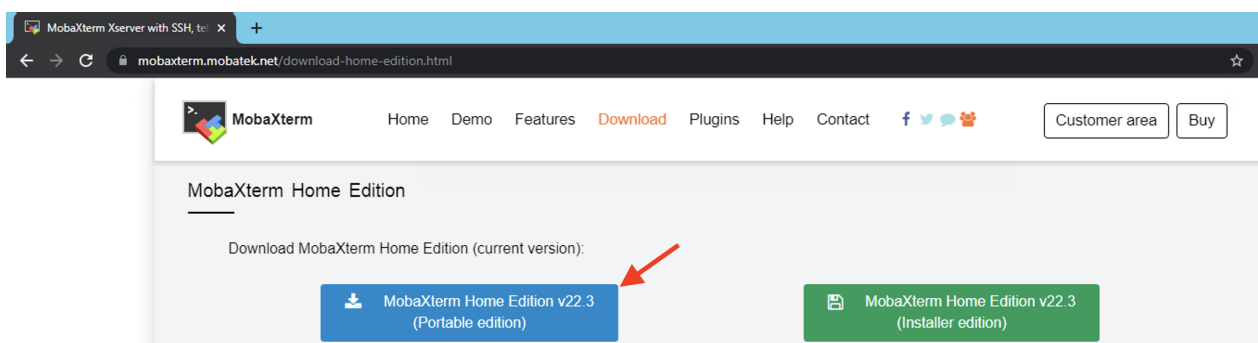 MobaXterm Xserver with SSH, tel
mobaxterm.mobatek.net/download-home-edition.html
MobaXterm
Home Demo Features Download Plugins Help Contact
Customer area Buy
MobaXterm Home Edition
Download MobaXterm Home Edition (current version):
MobaXterm Home Edition v22.3
(Portable edition)
MobaXterm Home Edition v22.3
(Installer edition)